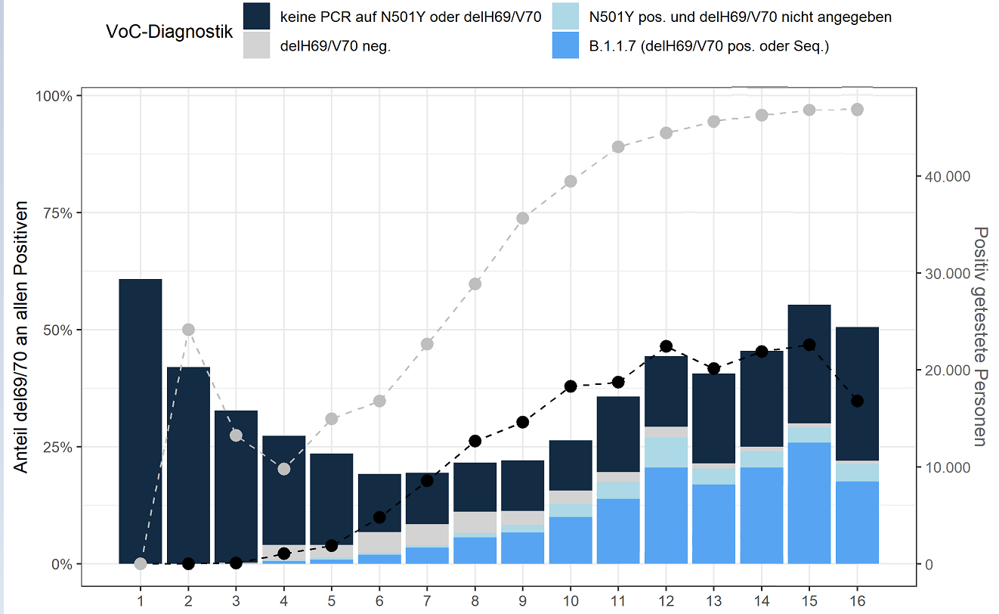 VoC-Diagnostik
keine PCR auf N501Y oder delH69/V70
delH69/V70 neg.
N501Y pos. und delH69/V70 nicht angegeben
B.1.1.7 (delH69/V70 pos. oder Seq.)
Anteil del69/70 an allen Positiven
100%
75%
50%
25%
0%
40.000
30.000
20.000
10.000
0
Positiv getestete Personen
1 2 3 4 5 6 7 8 9 10 11 12 13 14 15 16